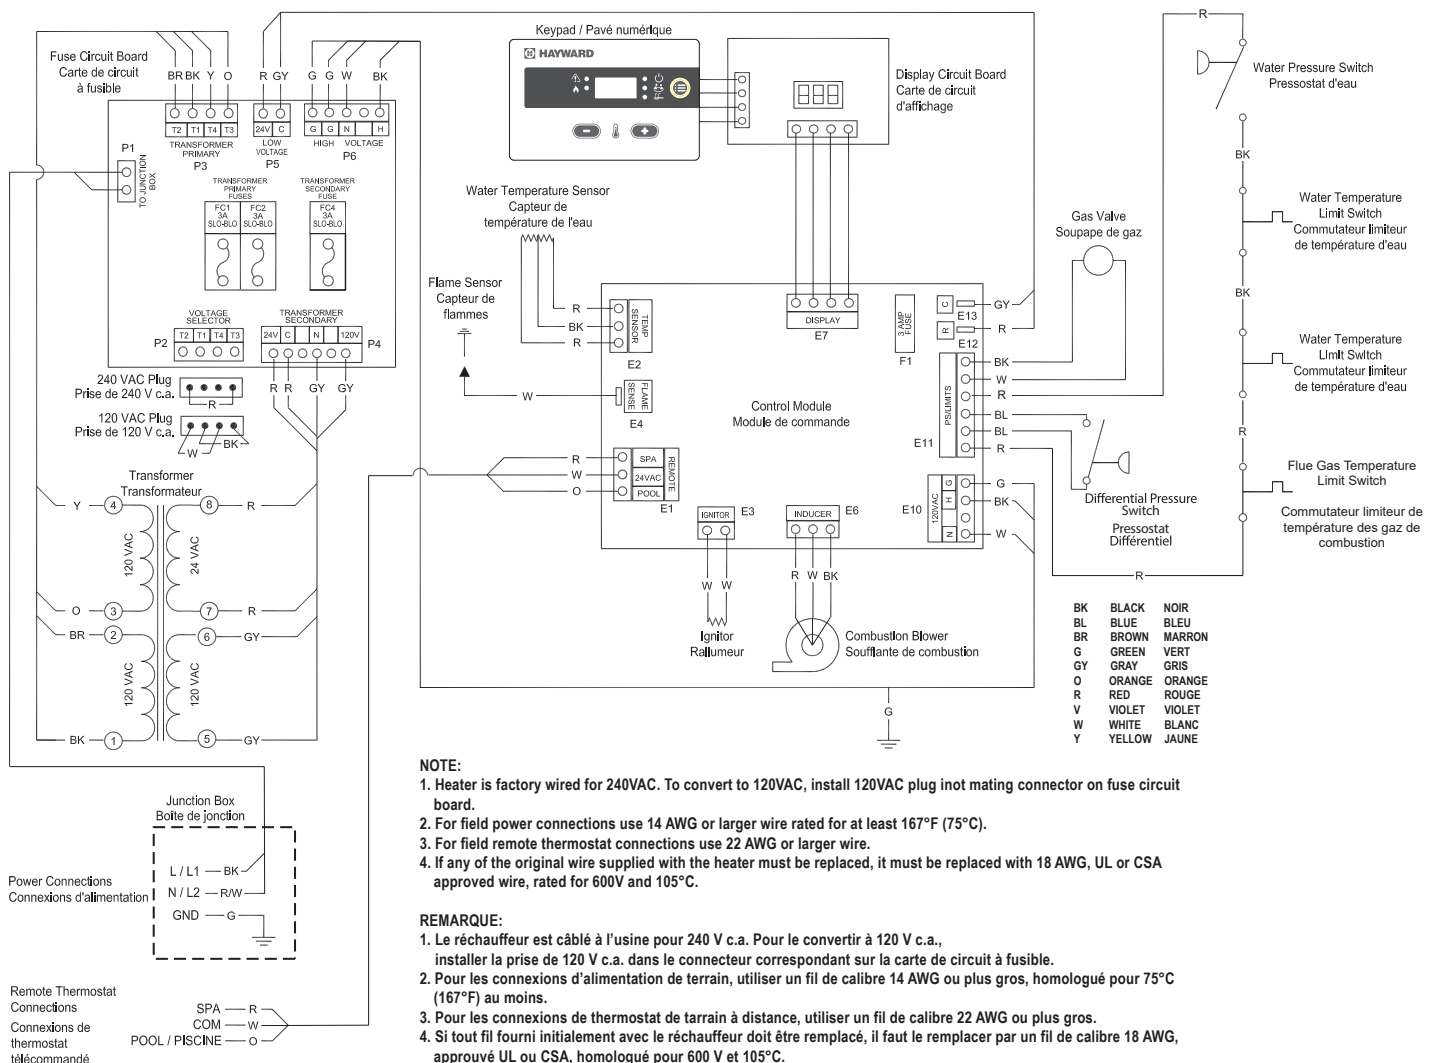 Keypad / Pavé numérique
HAYWARD
Display Circuit Board
Carte de circuit
d'affichage
R
Water Pressure Switch
Pressostat d'eau
BK
Water Temperature
Limit Switch
Commutateur limiteur
de température d'eau
BK
Water Temperature
Limit Switch
Commutateur limiteur
de température d'eau
R
Flue Gas Temperature
Limit Switch
Commutateur limiteur de
température des gaz de
combustion
R
Fuse Circuit Board
Carte de circuit
à fusible
BR BK Y O
R GY
G G W BK
T2 T1 T4 T3
TRANSFORMER
PRIMARY
P3
24V C
LOW
VOLTAGE
P5
G G N H
HIGH VOLTAGE
P6
P1
TO JUNCTION
BOX
TRANSFORMER
PRIMARY
FUSES
FC1
3A
SLO-BLO
FC2
3A
SLO-BLO
TRANSFORMER
SECONDARY
FUSE
FC4
3A
SLO-BLO
VOLTAGE
SELECTOR
P2
T2 T1 T4 T3
TRANSFORMER
SECONDARY
24V C N 120V
P4
R R GY GY
240 VAC Plug
Prise de 240 V c.a.
R
120 VAC Plug
Prise de 120 V c.a.
W
BK
Transformer
Transformateur
Y 4
8 R
120 VAC
24 VAC
O 3
7 R
BR 2
6 GY
120 VAC
120 VAC
BK 1
5 GY
Water Temperature Sensor
Capteur de
température de l'eau
R
BK
R
TEMP
SENSOR
E2
Flame Sensor
Capteur de
flammes
W
FLAME
SENSE
E4
R
W
O
SPA
24VAC
POOL
REMOTE
E1
IGNITOR
E3
W W
Ignitor
Rallumeur
INDUCER
E6
R W BK
Combustion Blower
Soufflante de combustion
DISPLAY
E7
3 AMP
FUSE
F1
C
E13
GY
R
E12
R
Control Module
Module de commande
PS/LIMITS
E11
BK
W
R
BL
BL
R
Gas Valve
Soupape de gaz
Differential Pressure
Switch
Pressostat
Différentiel
E10
120VAC
G
H
N
G
BK
W
G
BK BLACK NOIR
BL BLUE BLEU
BR BROWN MARRON
G GREEN VERT
GY GRAY GRIS
O ORANGE ORANGE
R RED ROUGE
V VIOLET VIOLET
W WHITE BLANC
Y YELLOW JAUNE
Junction Box
Boîte de jonction
Power Connections
Connexions d'alimentation
L / L1 BK
N / L2 R/W
GND G
Remote Thermostat
Connections
Connexions de
thermostat
télécommandé
SPA R
COM W
POOL / PISCINE O
NOTE:
1. Heater is factory wired for 240VAC. To convert to 120VAC, install 120VAC plug inot mating connector on fuse circuit
board.
2. For field power connections use 14 AWG or larger wire rated for at least 167°F (75°C).
3. For field remote thermostat connections use 22 AWG or larger wire.
4. If any of the original wire supplied with the heater must be replaced, it must be replaced with 18 AWG, UL or CSA
approved wire, rated for 600V and 105°C.
REMARQUE:
1. Le réchauffeur est câblé à l'usine pour 240 V c.a. Pour le convertir à 120 V c.a.,
installer la prise de 120 V c.a. dans le connecteur correspondant sur la carte de circuit à fusible.
2. Pour les connexions d'alimentation de terrain, utiliser un fil de calibre 14 AWG ou plus gros, homologué pour 75°C
(167°F) au moins.
3. Pour les connexions de thermostat de tarrain à distance, utiliser un fil de calibre 22 AWG ou plus gros.
4. Si tout fil fourni initialement avec le réchauffeur doit être remplacé, il faut le remplacer par un fil de calibre 18 AWG,
approuvé UL ou CSA, homologué pour 600 V et 105°C.